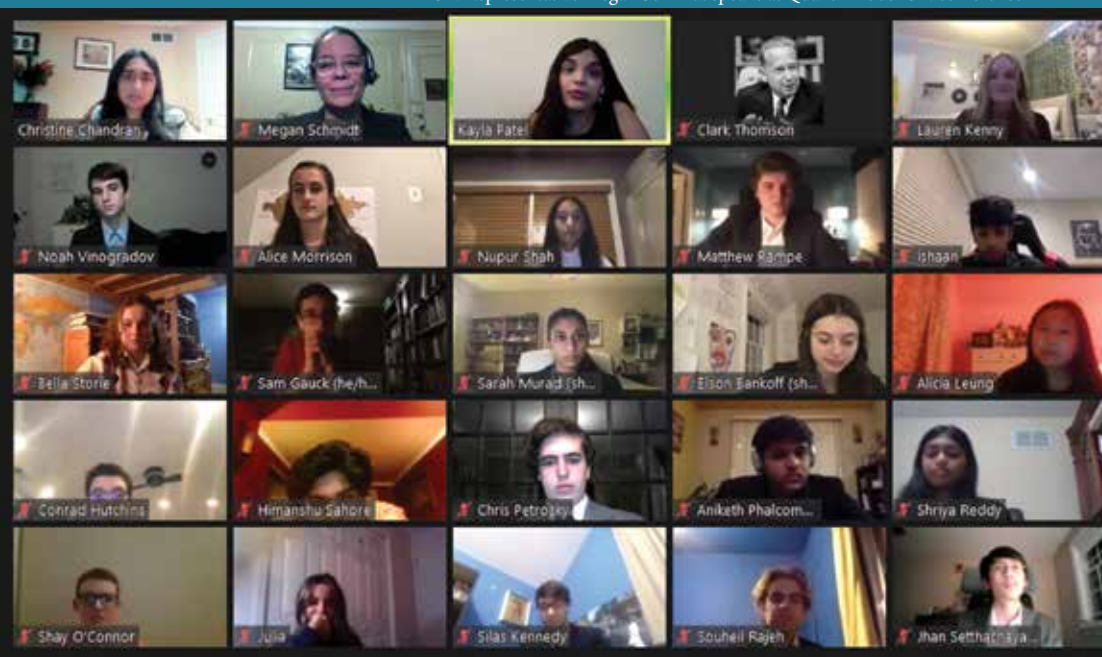 Christine Chandran
Megan Schmidt
Kayla Patel
Clark Thomson
Lauren Kenny
Noah Vinogradov
Alice Morrison
Nupur Shah
Matthew Rampe
Ishaan
Bella Storie
Sam Gauck (he/h...
Sarah Murad (sh...
Elson Bankoff (sh...
Alicia Leung
Conrad Hutchins
Himanshu Sahore
Chris Petrosky
Aniketh Phalcom...
Shriya Reddy
Shay O'Connor
Julia
Silas Kennedy
Souheil Rajeh
Jhan Setthachaya...